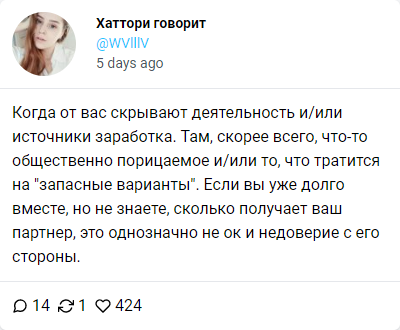 Хаттори говорит
@WVlllV
5 days ago
Когда от вас скрывают деятельность и/или
источники заработка. Там, скорее всего, что-то
общественно порицаемое и/или то, что тратится
на "запасные варианты". Если вы уже долго
вместе, но не знаете, сколько получает ваш
партнер, это однозначно не ок и недоверие с его
стороны.
14 1 424